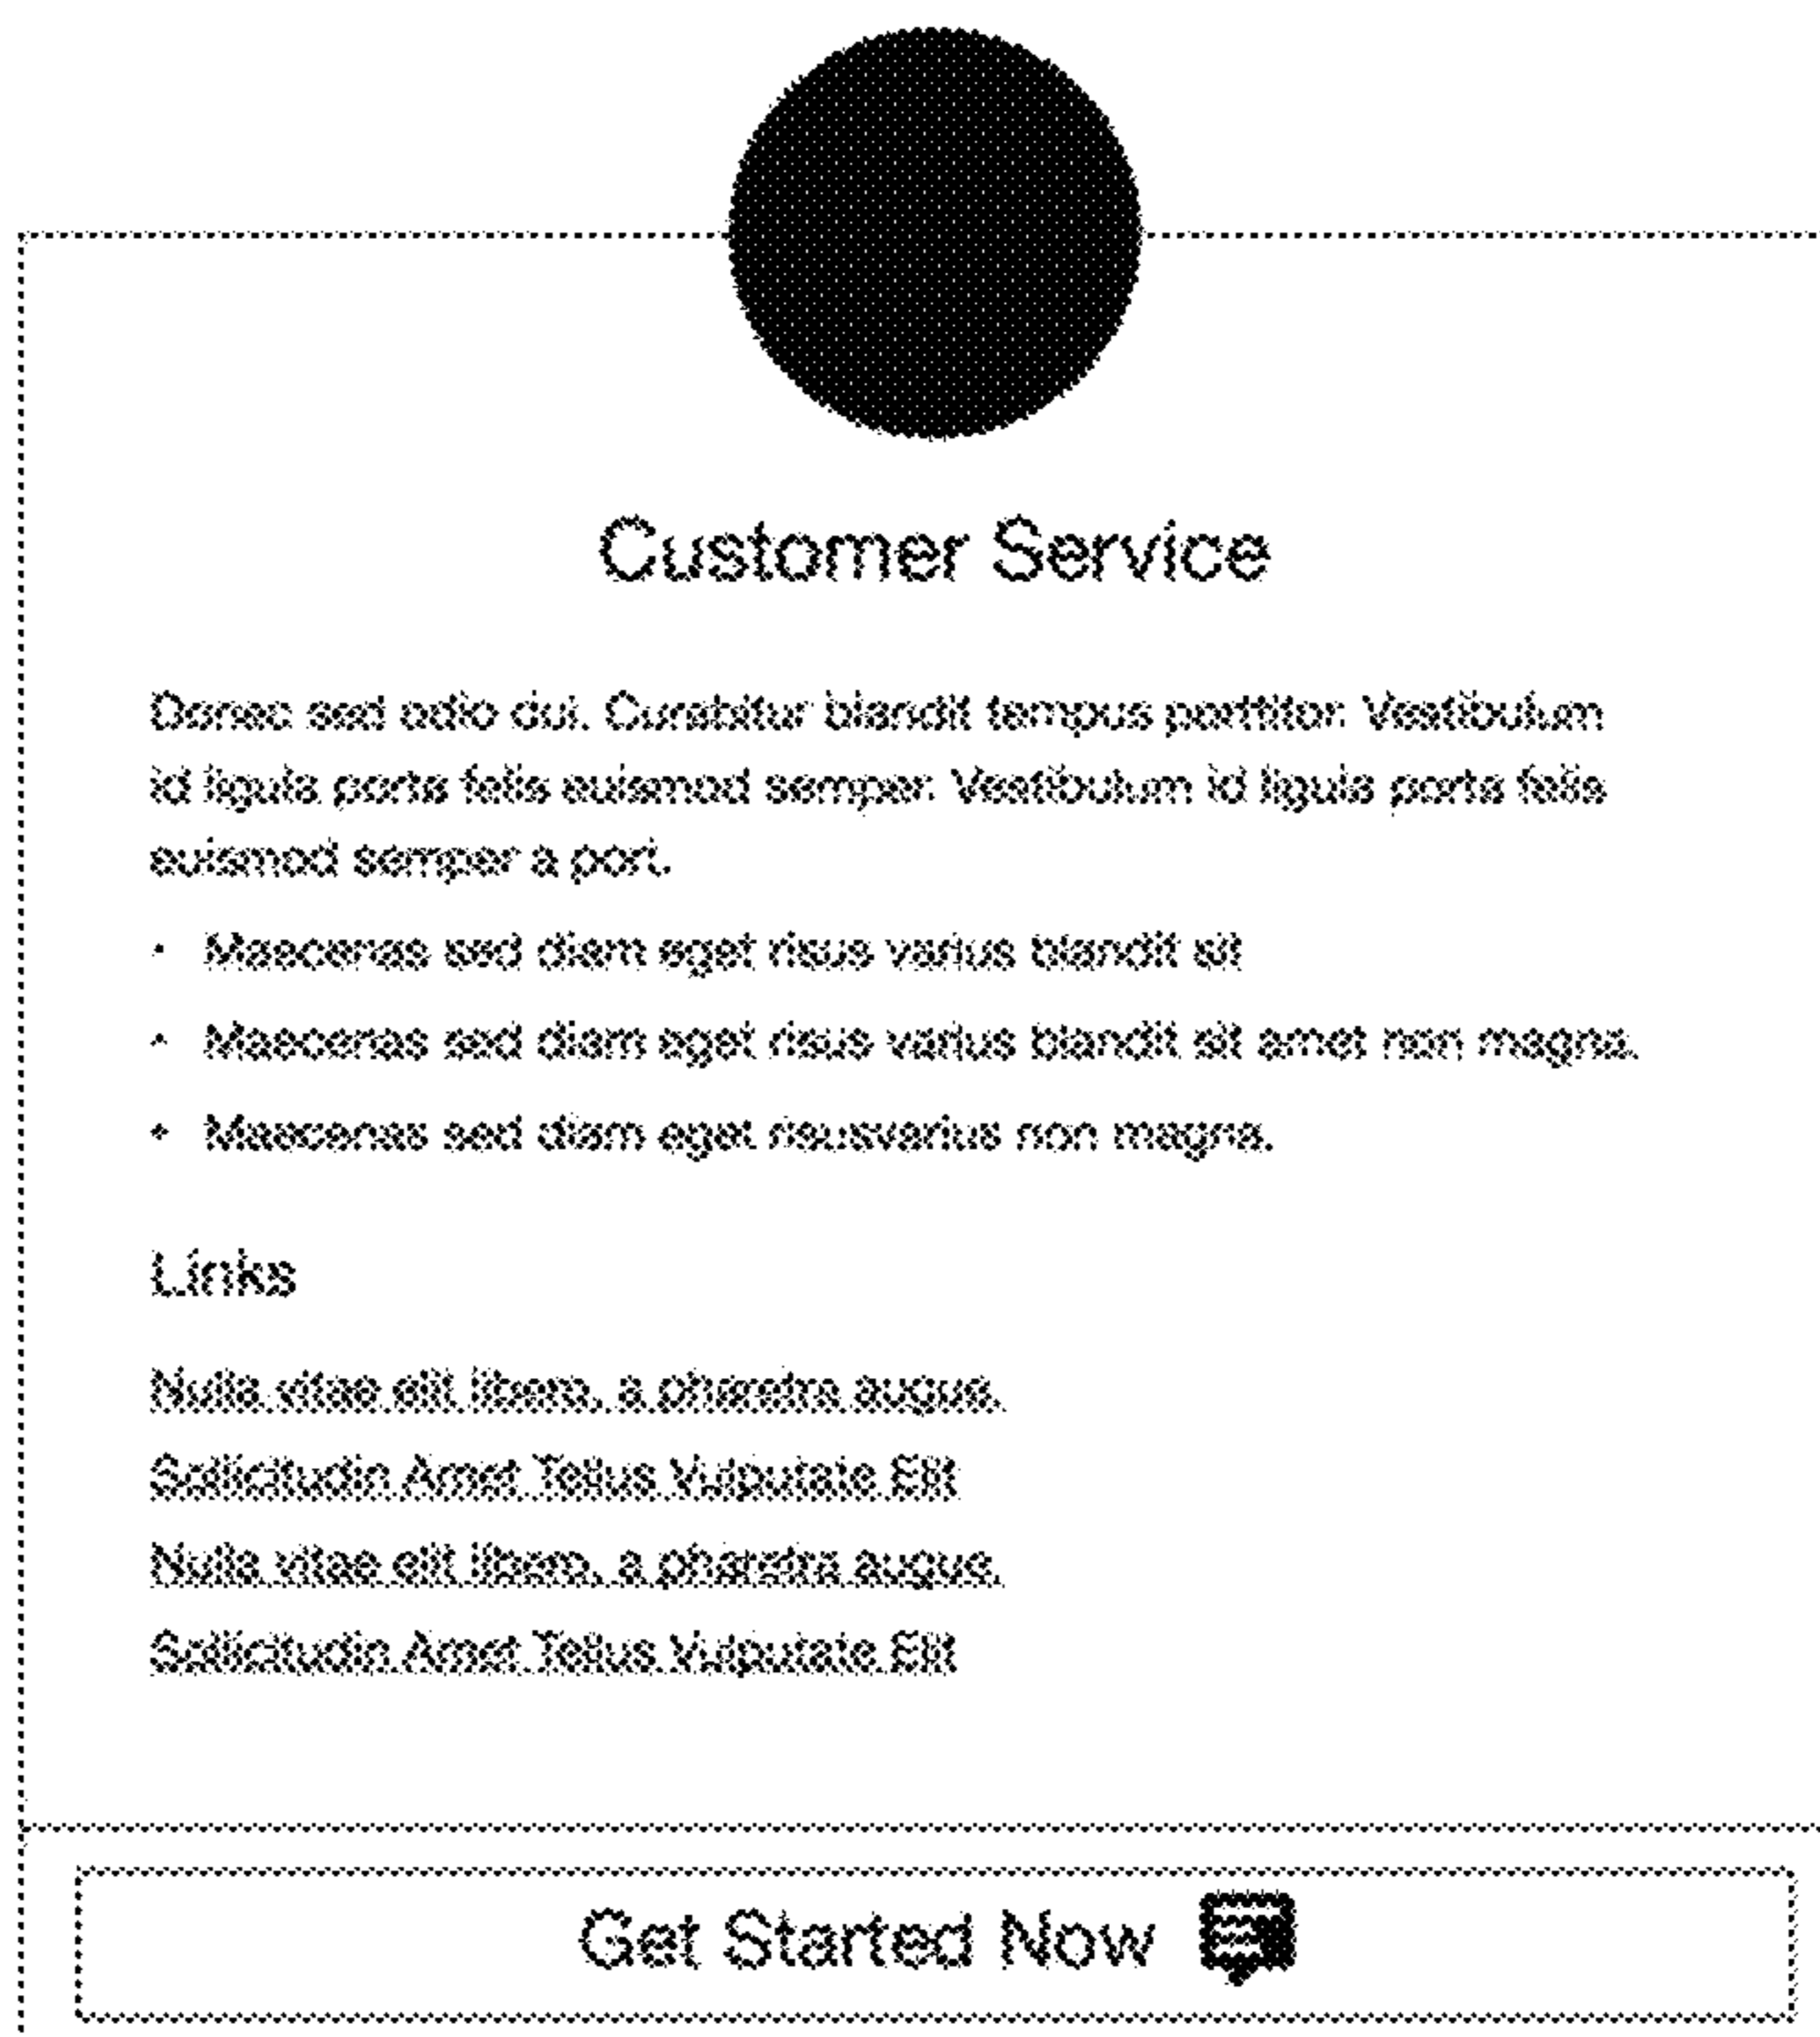 Customer Service
Donec sed odio dui. Curabitur blandit tempus porttitor. Vestibulum
id ligula porta felis euismod semper. Vestibulum id ligula porta felis
euismod semper a port.
• Maecenas sed diam eget risus varius blandit sit
• Maecenas sed diam eget risus varius blandit sit amet non magna.
• Maecenas sed diam eget risusvarius non magna.
Links
Nulla vitae elit libero, a pharetra augue.
Sollicitudin Amet Tellus Vulputate Elit
Nulla vitae elit libero, a pharetra augue.
Sollicitudin Amet Tellus Vulputate Elit
Get Started Now